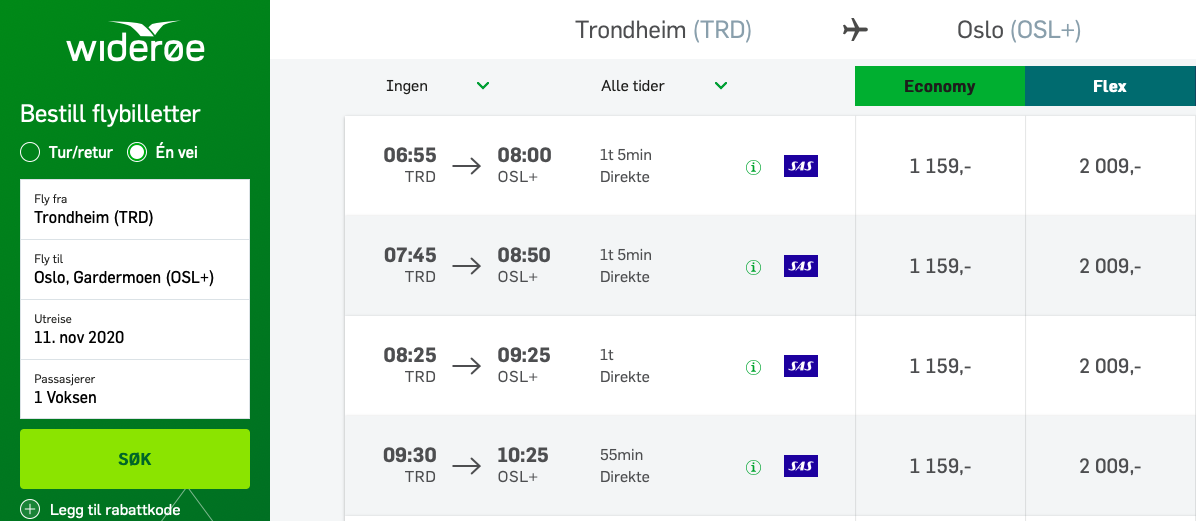 widerøe
Bestill flybilletter
Tur/retur Én vei
Fly fra
Trondheim (TRD)
Fly til
Oslo, Gardermoen (OSL+)
Utreise
11. nov 2020
Passasjerer
1 Voksen
SØK
Legg til rabattkode
Trondheim (TRD) Oslo (OSL+)
Ingen Alle tider Economy Flex
06:55 08:00 1t 5min SAS 1 159,- 2 009,-
TRD OSL+ Direkte
07:45 08:50 1t 5min SAS 1 159,- 2 009,-
TRD OSL+ Direkte
08:25 09:25 1t SAS 1 159,- 2 009,-
TRD OSL+ Direkte
09:30 10:25 55min SAS 1 159,- 2 009,-
TRD OSL+ Direkte